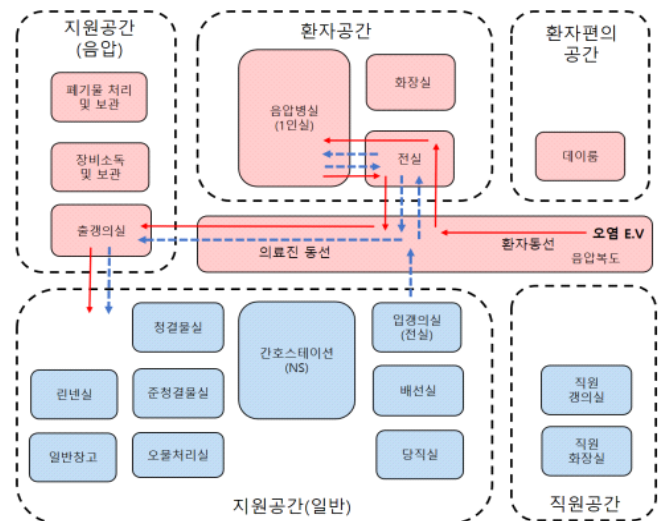 지원공간
(음압)
폐기물 처리
및 보관
장비소독
및 보관
출갱의실
환자공간
음압병실
(1인실)
화장실
전실
환자편의
공간
데이룸
의료진 동선
환자동선
오염 E.V
음압복도
청결물실
간호스테이션
(NS)
입갱의실
(전실)
린넨실
준청결물실
배선실
일반창고
오물처리실
당직실
지원공간(일반)
직원
갱의실
직원
화장실
직원공간